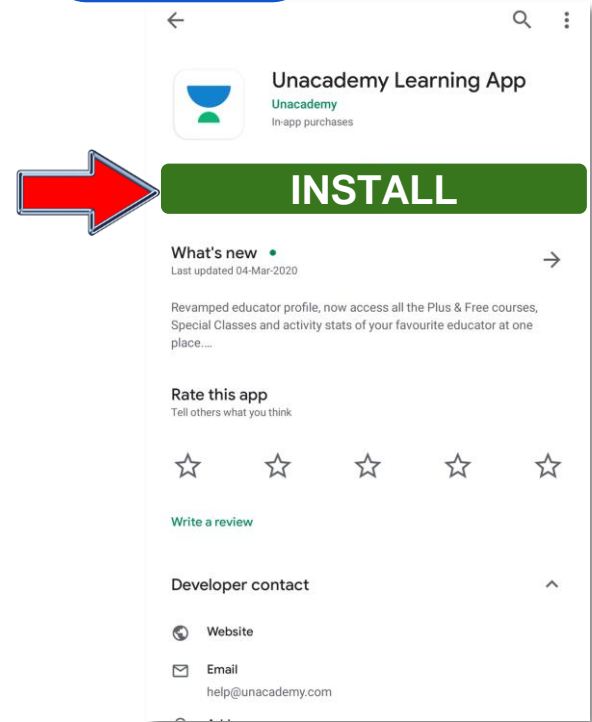 Unacademy Learning App
Unacademy
In-app purchases
INSTALL
What's new
Last updated 04-Mar-2020
Revamped educator profile, now access all the Plus & Free courses,
Special Classes and activity stats of your favourite educator at one
place....
Rate this app
Tell others what you think
Write a review
Developer contact
Website
Email
help@unacademy.com